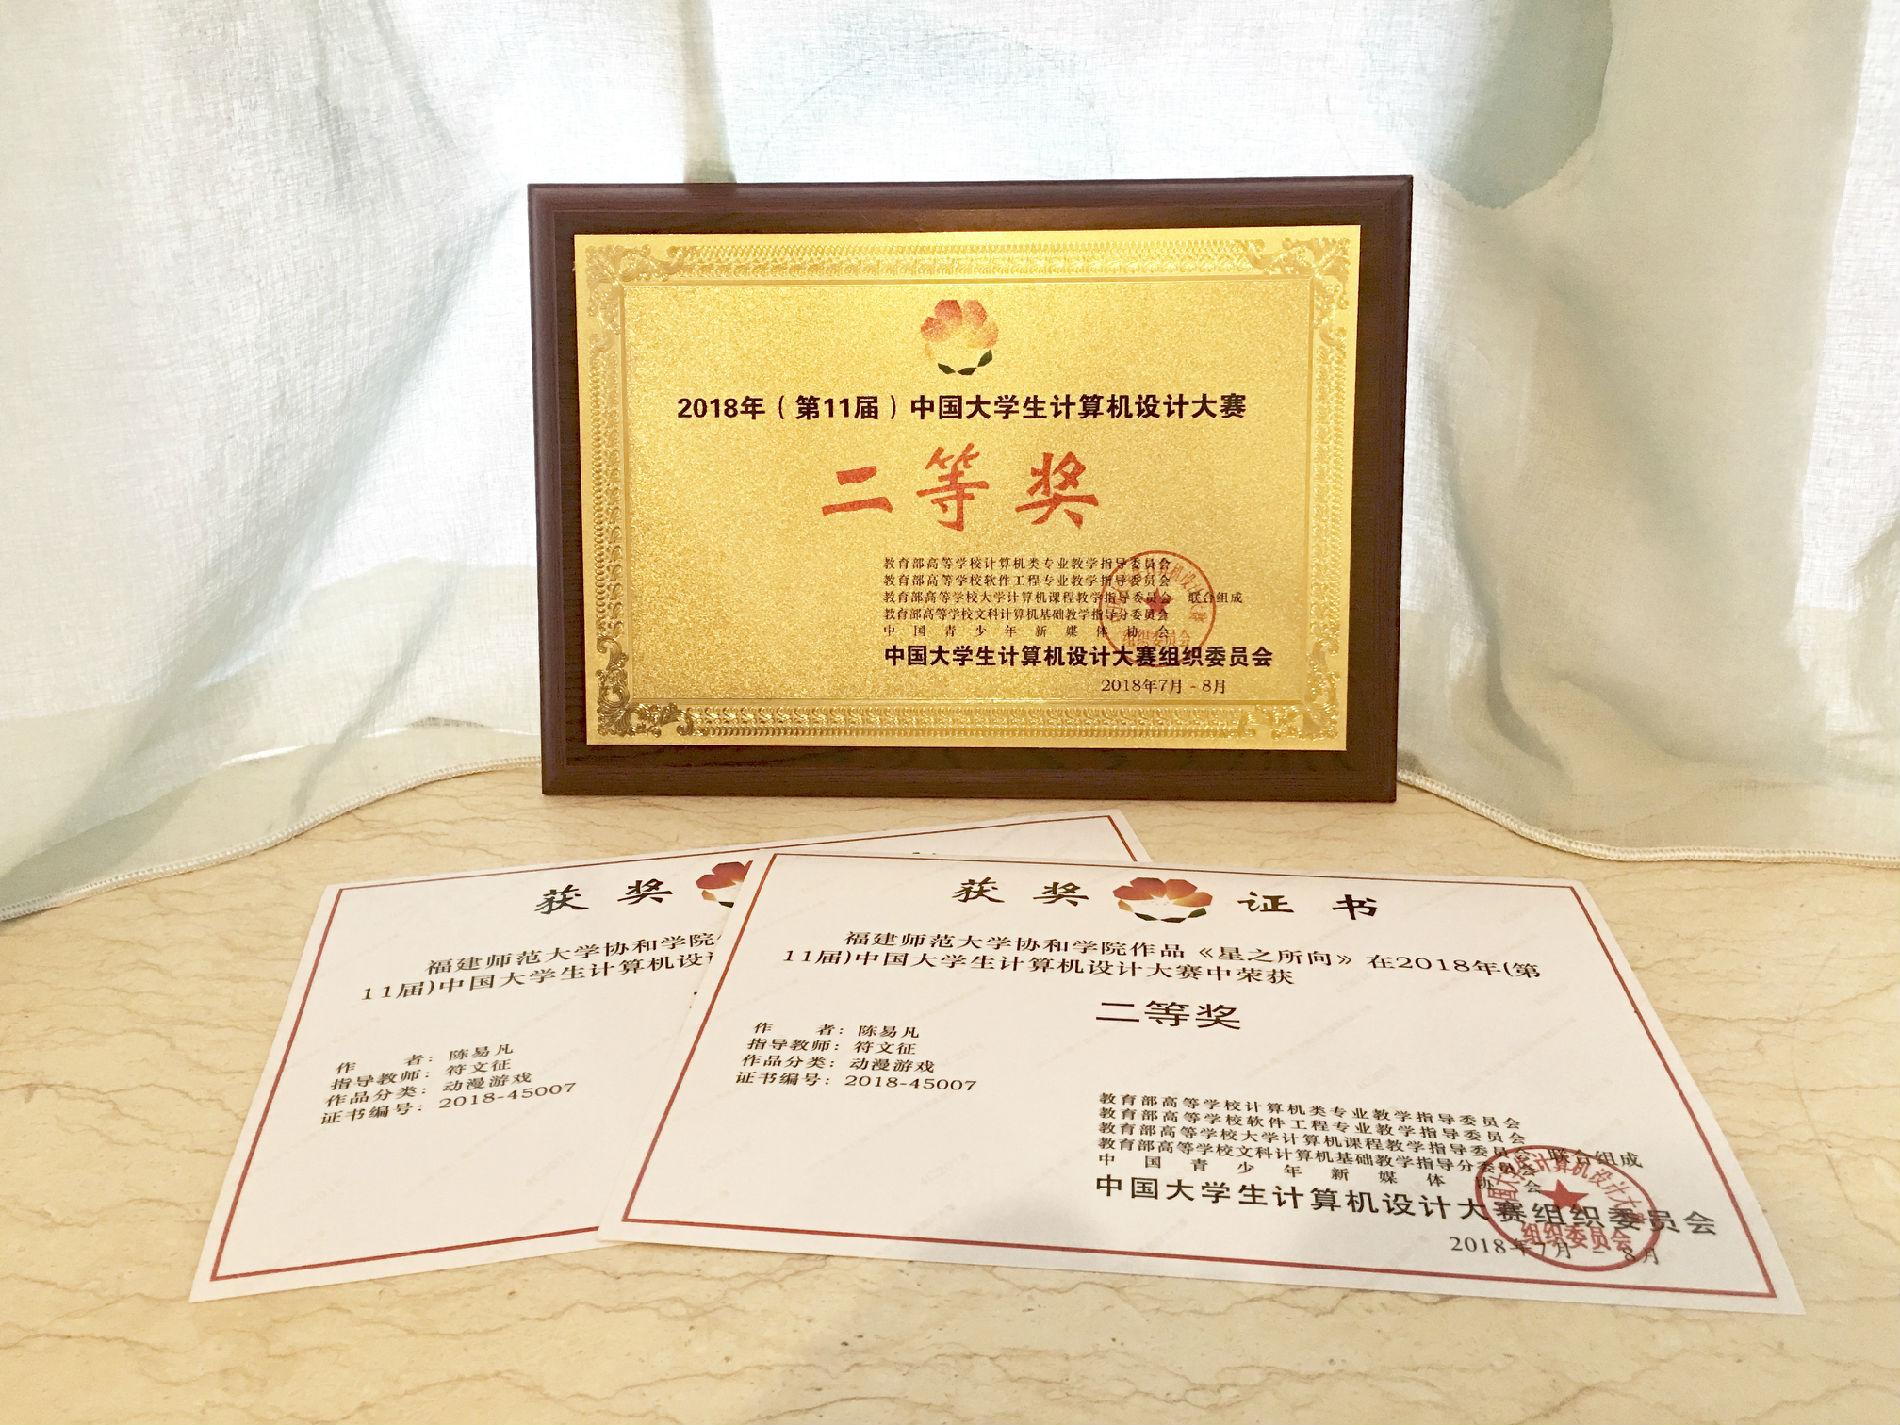 2018年（第11届）中国大学生计算机设计大赛
二等奖
教育部高等学校计算机类专业教学指导委员会
教育部高等学校软件工程专业教学指导委员会
教育部高等学校大学计算机课程教学指导委员会 联合组成
教育部高等学校文科计算机基础教学指导分委员会
中国青少年新媒体协会
中国大学生计算机设计大赛组织委员会
2018年7月－8月
组织委员会
获奖
福建师范大学协和学院
11届)中国大学生计算机设
作者：陈易凡
指导教师：符文征
作品分类：动漫游戏
证书编号：2018-45007
获奖证书
福建师范大学协和学院作品《星之所向》在2018年(第
11届)中国大学生计算机设计大赛中荣获
二等奖
作者：陈易凡
指导教师：符文征
作品分类：动漫游戏
证书编号：2018-45007
教育部高等学校计算机类专业教学指导委员会
教育部高等学校软件工程专业教学指导委员会
教育部高等学校大学计算机课程教学指导委员会 联合组成
教育部高等学校文科计算机基础教学指导分委员会
中国青少年新媒体协会
中国大学生计算机设计大赛组织委员会
2018年7月－8月
组织委员会